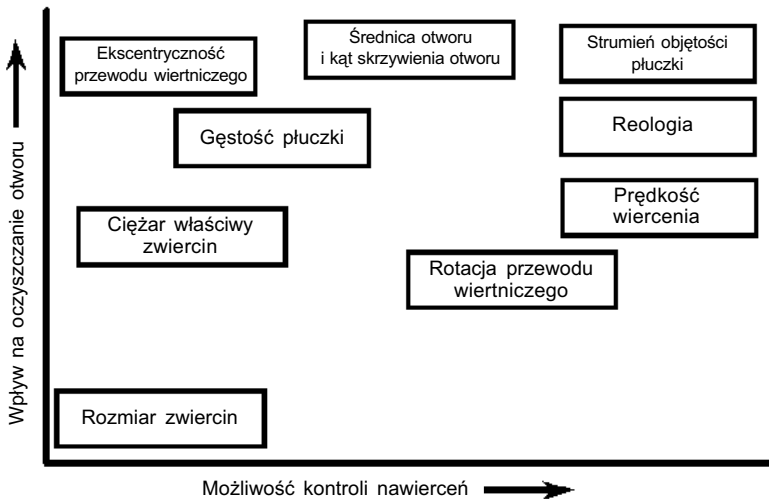 Wpływ na oczyszczanie otworu
Ekscentryczność
przewodu wiertniczego
Średnica otworu
i kąt skrzywienia otworu
Strumień objętości
płuczki
Gęstość płuczki
Reologia
Ciężar właściwy
zwiercin
Prędkość
wiercenia
Rotacja przewodu
wiertniczego
Rozmiar zwiercin
Możliwość kontroli nawierceń